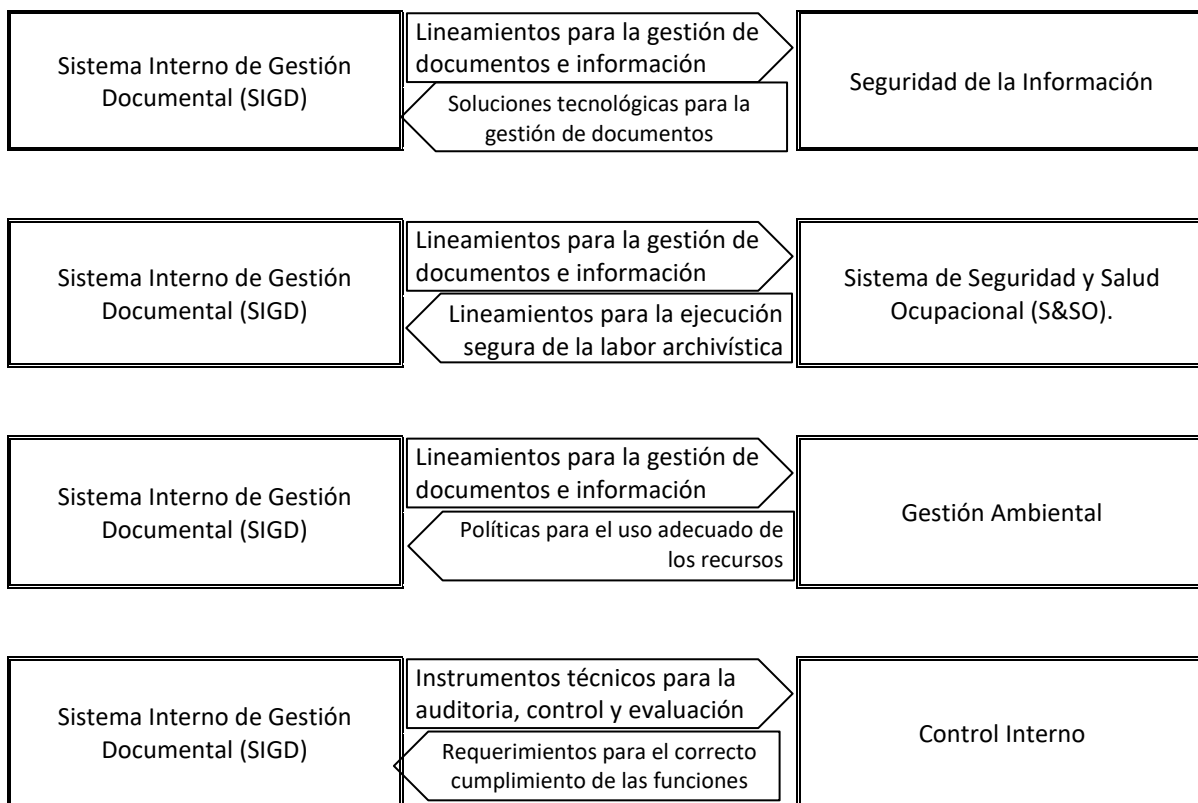 Sistema Interno de Gestión
Documental (SIGD)
Lineamientos para la gestión de
documentos e información
Soluciones tecnológicas para la
gestión de documentos
Seguridad de la Información
Sistema Interno de Gestión
Documental (SIGD)
Lineamientos para la gestión de
documentos e información
Lineamientos para la ejecución
segura de la labor archivística
Sistema de Seguridad y Salud
Ocupacional (S&SO).
Sistema Interno de Gestión
Documental (SIGD)
Lineamientos para la gestión de
documentos e información
Políticas para el uso adecuado de
los recursos
Gestión Ambiental
Sistema Interno de Gestión
Documental (SIGD)
Instrumentos técnicos para la
auditoria, control y evaluación
Requerimientos para el correcto
cumplimiento de las funciones
Control Interno